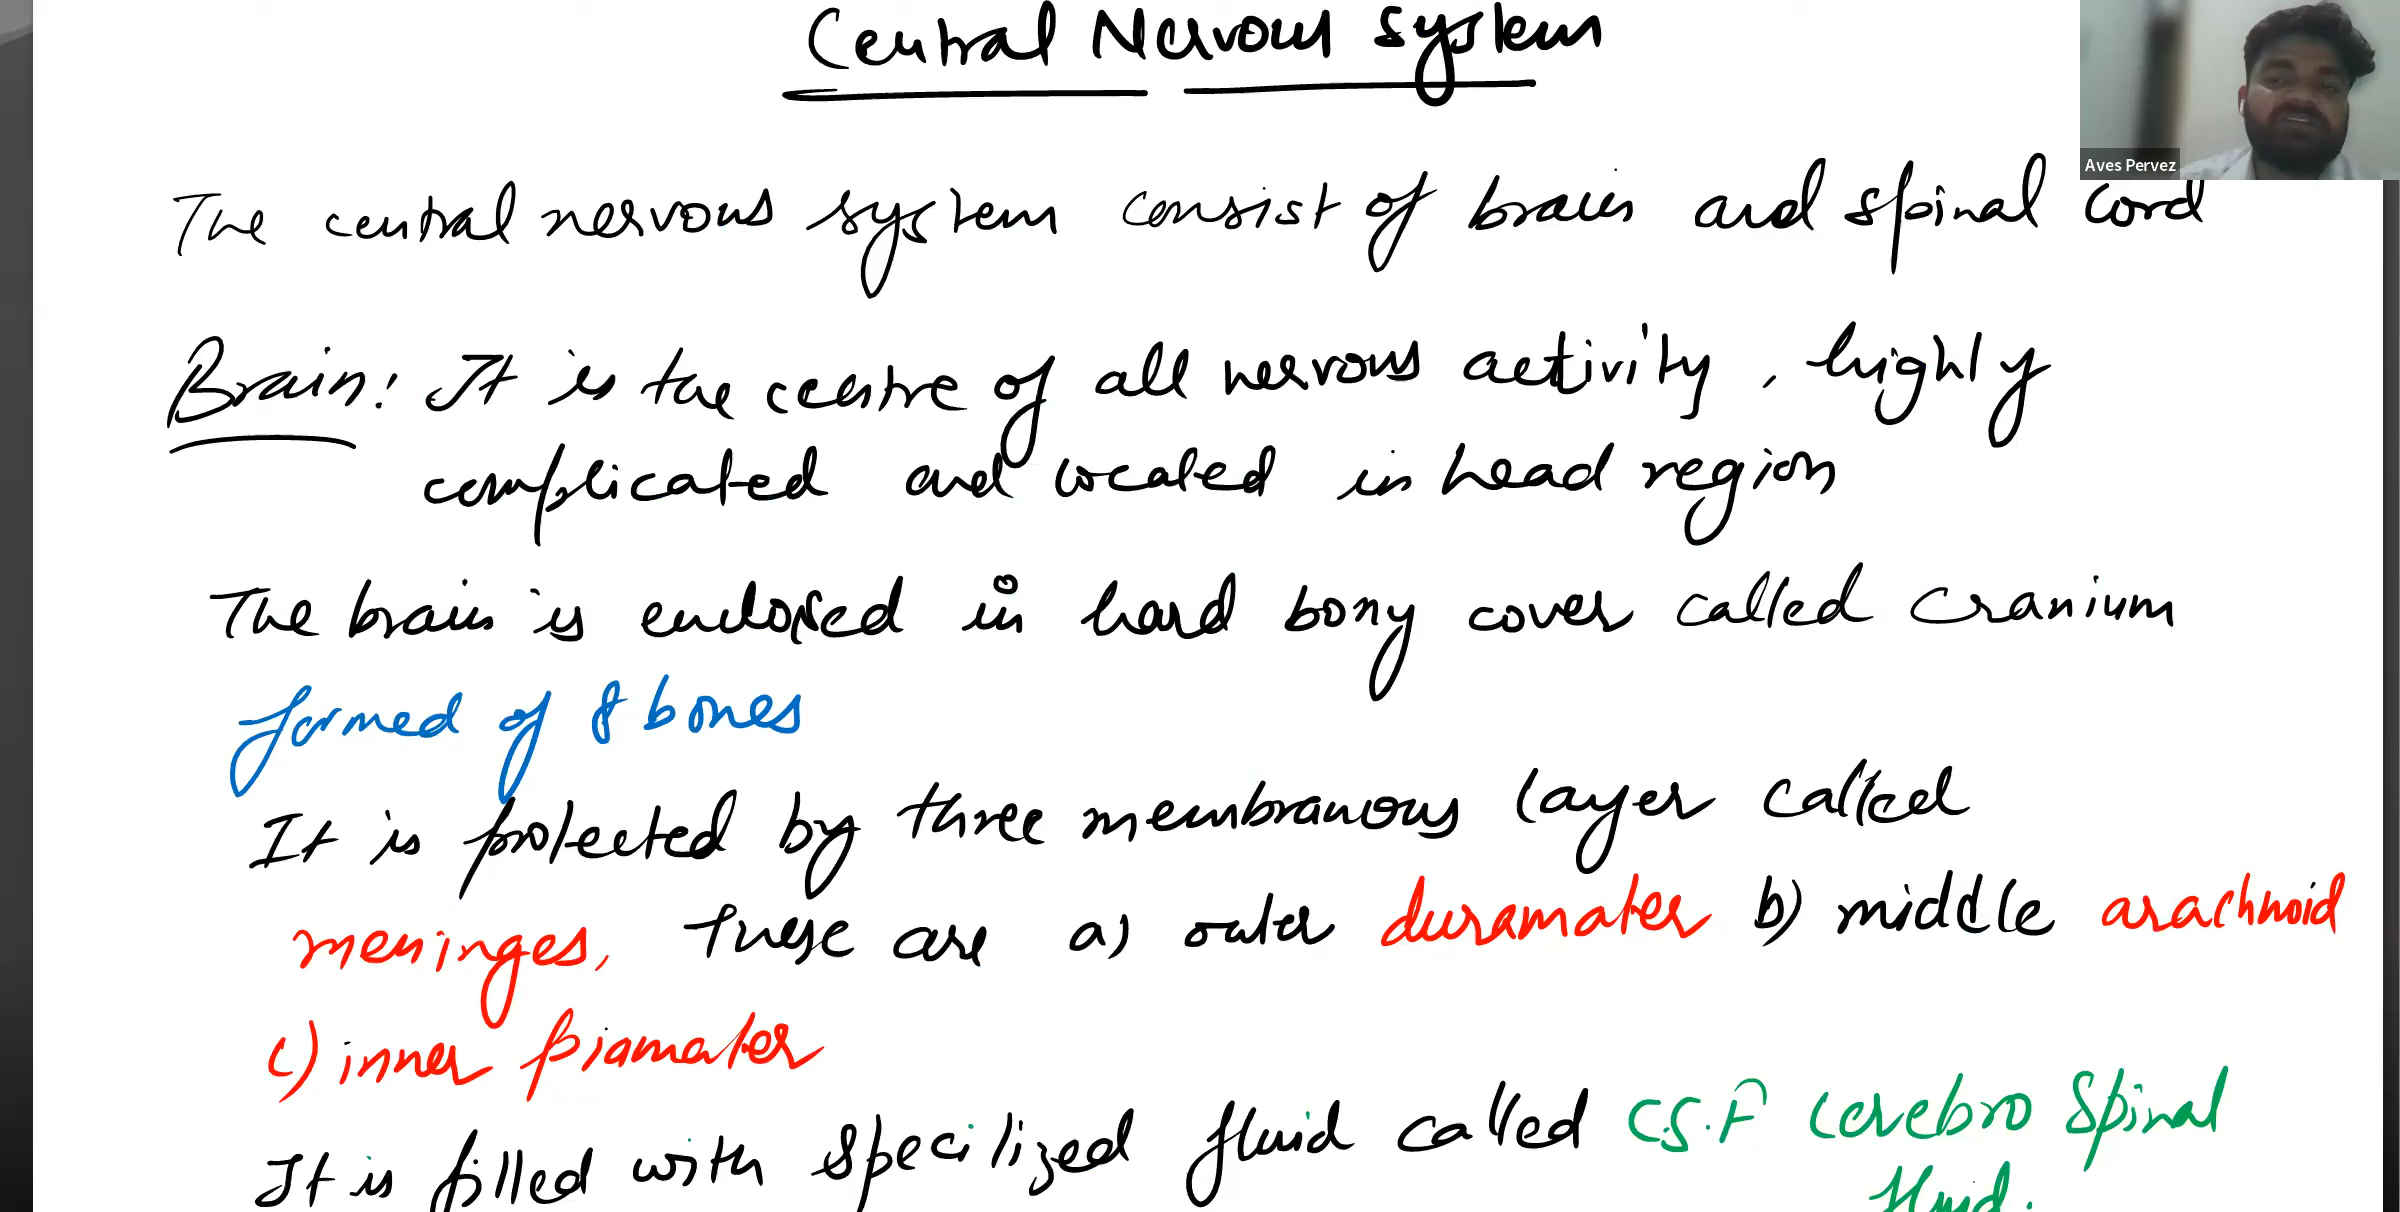 Central Nervous System
Aves Pervez
The central nervous system consist of brain and spinal cord
Brain: It is the centre of all nervous activity, highly
complicated and located in head region
The brain is enclosed in hard bony cover called cranium
formed of 8 bones
It is protected by three membranous layer called
meninges, these are a) outer duramater b) middle arachnoid
c) inner piamater
It is filled with specilized fluid called C.S.F cerebro spinal
fluid.